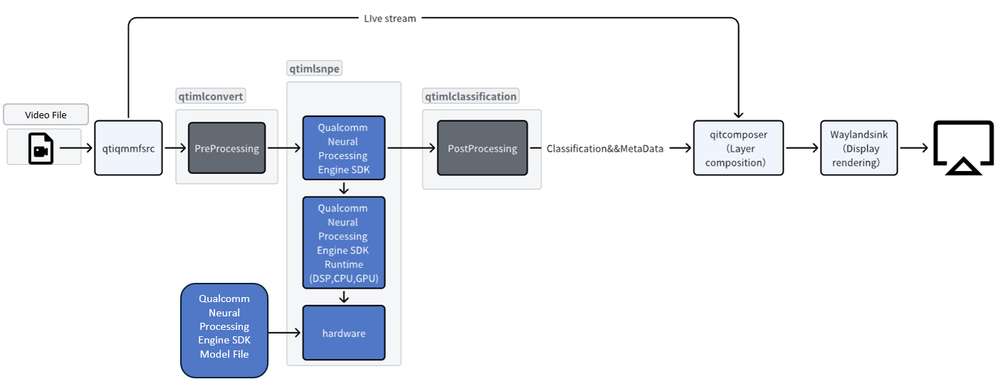 LIve stream
qtimlsnpe
qtimlconvert
qtimlclassification
Video File
qtiqmmfsrc
PreProcessing
Qualcomm
Neural
Processing
Engine SDK
PostProcessing
Classification&&MetaData
qitcomposer
（Layer
composition）
Waylandsink
（Display
rendering）
Qualcomm
Neural
Processing
Engine SDK
Runtime
(DSP,CPU,GPU)
Qualcomm
Neural
Processing
Engine SDK
Model File
hardware